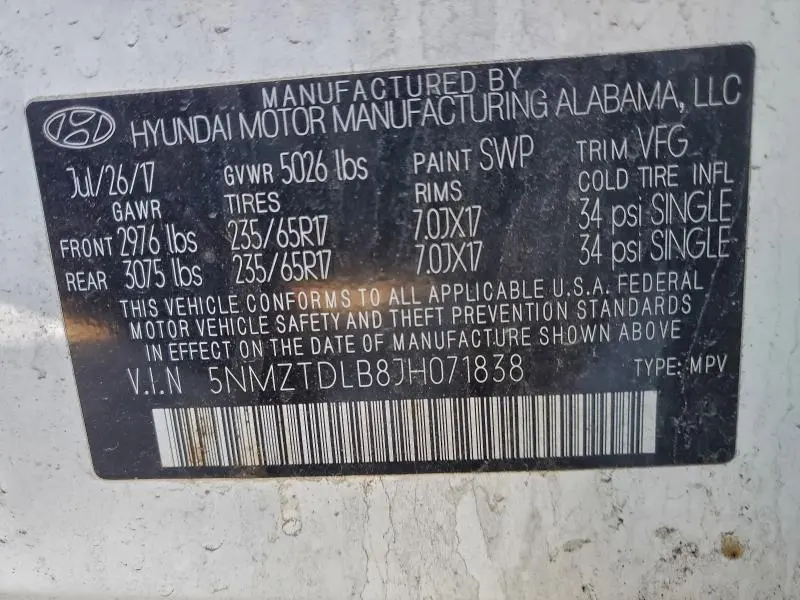 MANUFACTURED BY
HYUNDAI MOTOR MANUFACTURING ALABAMA, LLC
Jul/26/17 GVWR 5026 lbs PAINT SWP TRIM VFG
GAWR TIRES RIMS COLD TIRE INFL
FRONT 2976 lbs 235/65R17 7.0JX17 34 psi SINGLE
REAR 3075 lbs 235/65R17 7.0JX17 34 psi SINGLE
THIS VEHICLE CONFORMS TO ALL APPLICABLE U.S.A. FEDERAL
MOTOR VEHICLE SAFETY AND THEFT PREVENTION STANDARDS
IN EFFECT ON THE DATE OF MANUFACTURE SHOWN ABOVE
V.I.N 5NMZTDLB8JH071838 TYPE: MPV